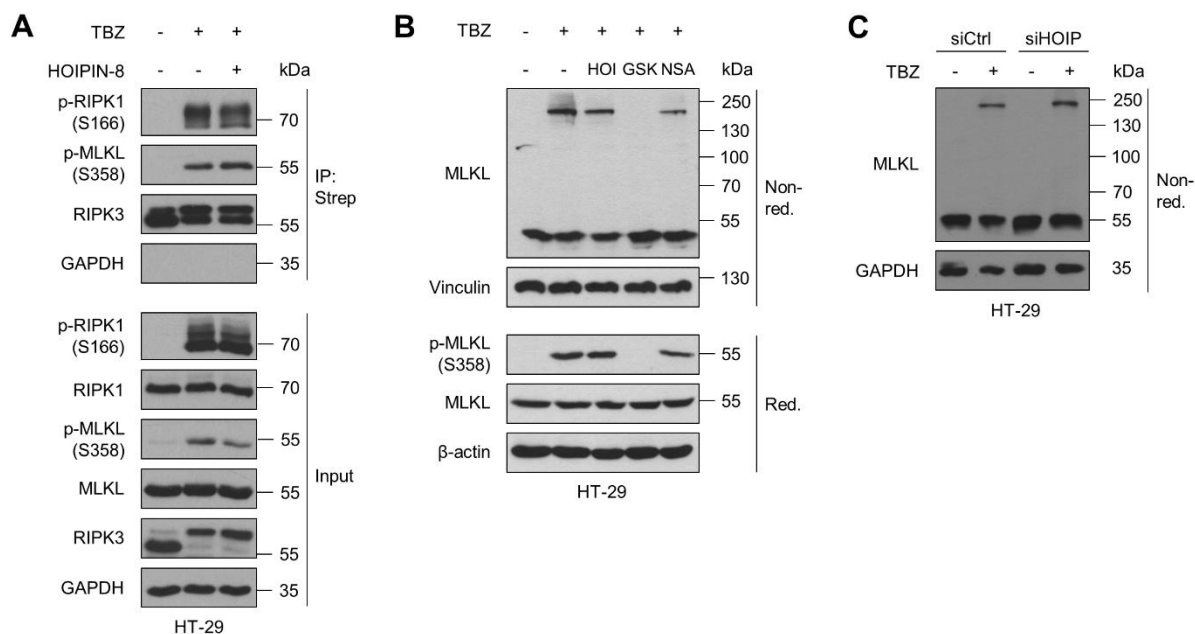 A
TBZ - + +
HOIPIN-8 - - + kDa
p-RIPK1
(S166)
70
p-MLKL
(S358)
55
RIPK3
55
GAPDH
35
IP:
Strep
p-RIPK1
(S166)
70
RIPK1
70
p-MLKL
(S358)
55
MLKL
55
RIPK3
55
GAPDH
35
Input
HT-29
B
TBZ - + + + +
- - HOI GSK NSA kDa
250
130
100
70
55
MLKL
Vinculin
130
Non-
red.
p-MLKL
(S358)
55
MLKL
55
β-actin
Red.
HT-29
C
siCtrl siHOIP
TBZ - + - + kDa
250
130
100
70
55
MLKL
GAPDH
35
Non-
red.
HT-29